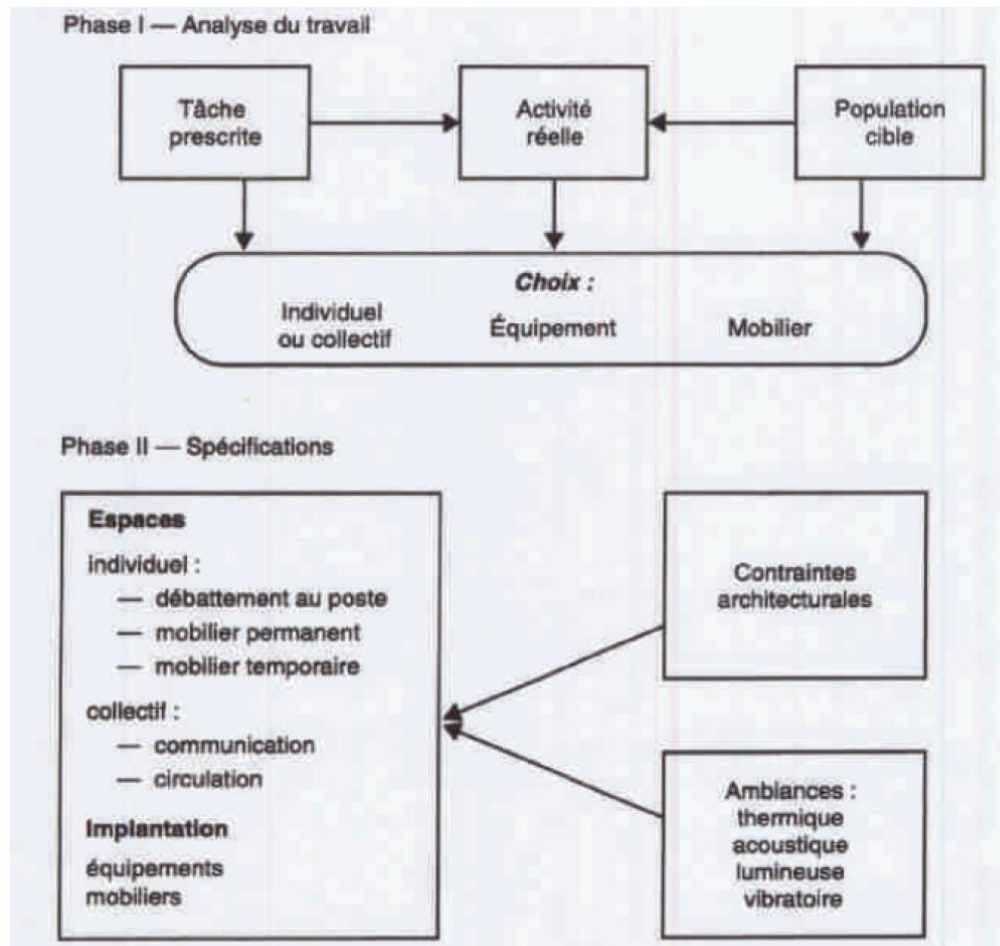 Phase I — Analyse du travail
Tâche
prescrite
Activité
réelle
Population
cible
Choix :
Individuel
ou collectif
Équipement
Mobilier
Phase II — Spécifications
Espaces
individuel :
— débattement au poste
— mobilier permanent
— mobilier temporaire
collectif :
— communication
— circulation
Implantation
équipements
mobiliers
Contraintes
architecturales
Ambiances :
thermique
acoustique
lumineuse
vibratoire